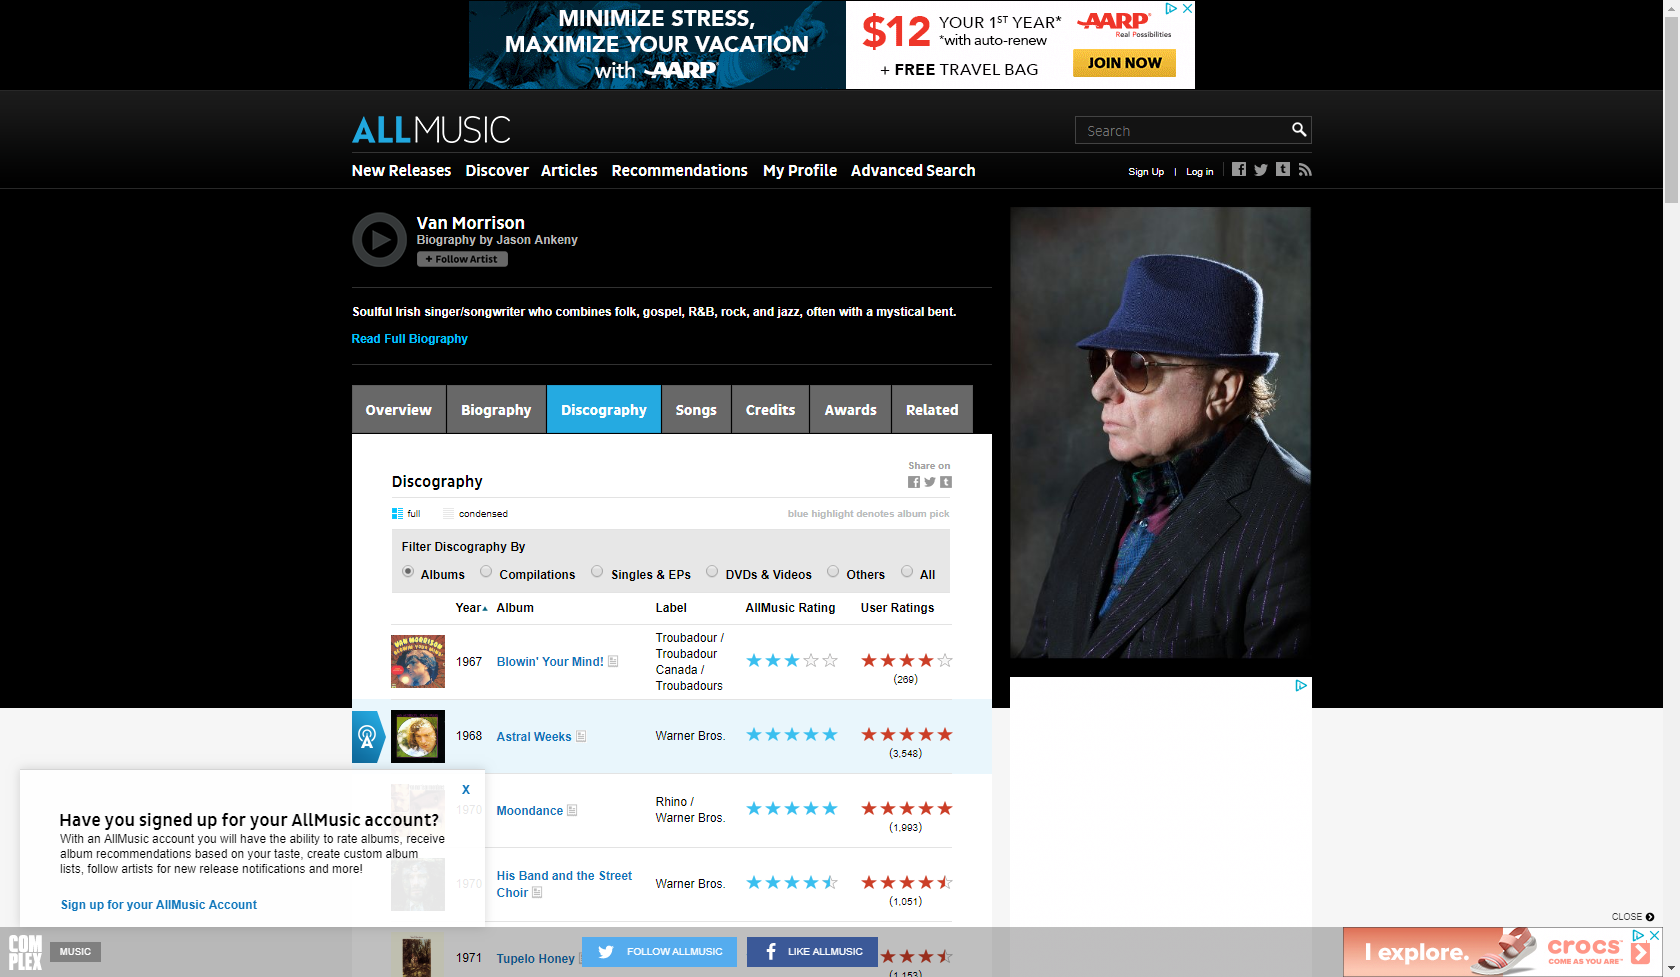 MINIMIZE STRESS,
MAXIMIZE YOUR VACATION
with AARP
$12 YOUR 1ST YEAR*
*with auto-renew
+ FREE TRAVEL BAG
AARP
Real Possibilities
JOIN NOW
ALLMUSIC
Search
New Releases Discover Articles Recommendations My Profile Advanced Search
Sign Up | Log in
Van Morrison
Biography by Jason Ankeny
+ Follow Artist
Soulful Irish singer/songwriter who combines folk, gospel, R&B, rock, and jazz, often with a mystical bent.
Read Full Biography
Overview Biography Discography Songs Credits Awards Related
Share on
Discography
full condensed blue highlight denotes album pick
Filter Discography By
Albums Compilations Singles & EPs DVDs & Videos Others All
Year Album Label AllMusic Rating User Ratings
VAN MORRISON
BLOWIN' YOUR MIND!
1967 Blowin' Your Mind!
Troubadour /
Troubadour
Canada /
Troubadours
(269)
1968 Astral Weeks Warner Bros.
(3,548)
1970 Moondance
Rhino /
Warner Bros.
(1,993)
1970 His Band and the Street
Choir
Warner Bros.
(1,051)
1971 Tupelo Honey
(1,153)
X
Have you signed up for your AllMusic account?
With an AllMusic account you will have the ability to rate albums, receive
album recommendations based on your taste, create custom album
lists, follow artists for new release notifications and more!
Sign up for your AllMusic Account
COM
PLEX
MUSIC
FOLLOW ALLMUSIC
LIKE ALLMUSIC
CLOSE
I explore.
crocs™
COME AS YOU ARE™